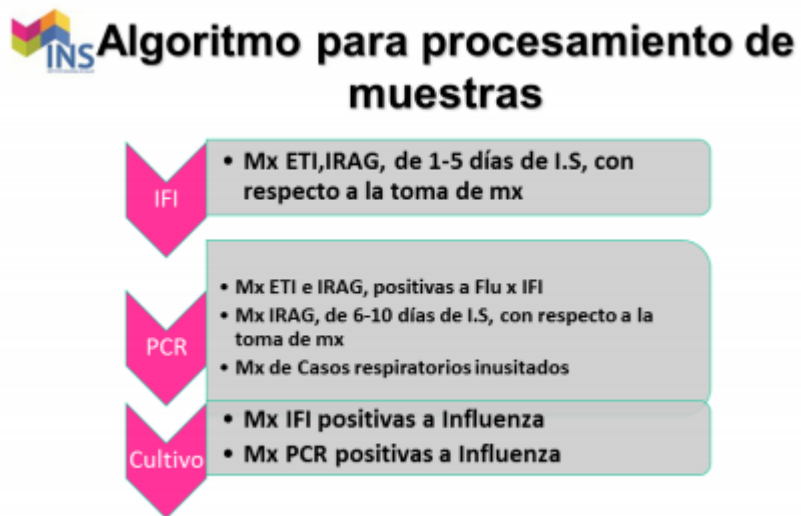 INS
Algoritmo para procesamiento de
muestras
IFI
• Mx ETI,IRAG, de 1-5 días de I.S, con
respecto a la toma de mx
PCR
• Mx ETI e IRAG, positivas a Flu x IFI
• Mx IRAG, de 6-10 días de I.S, con respecto a la
toma de mx
• Mx de Casos respiratorios inusitados
Cultivo
• Mx IFI positivas a Influenza
• Mx PCR positivas a Influenza